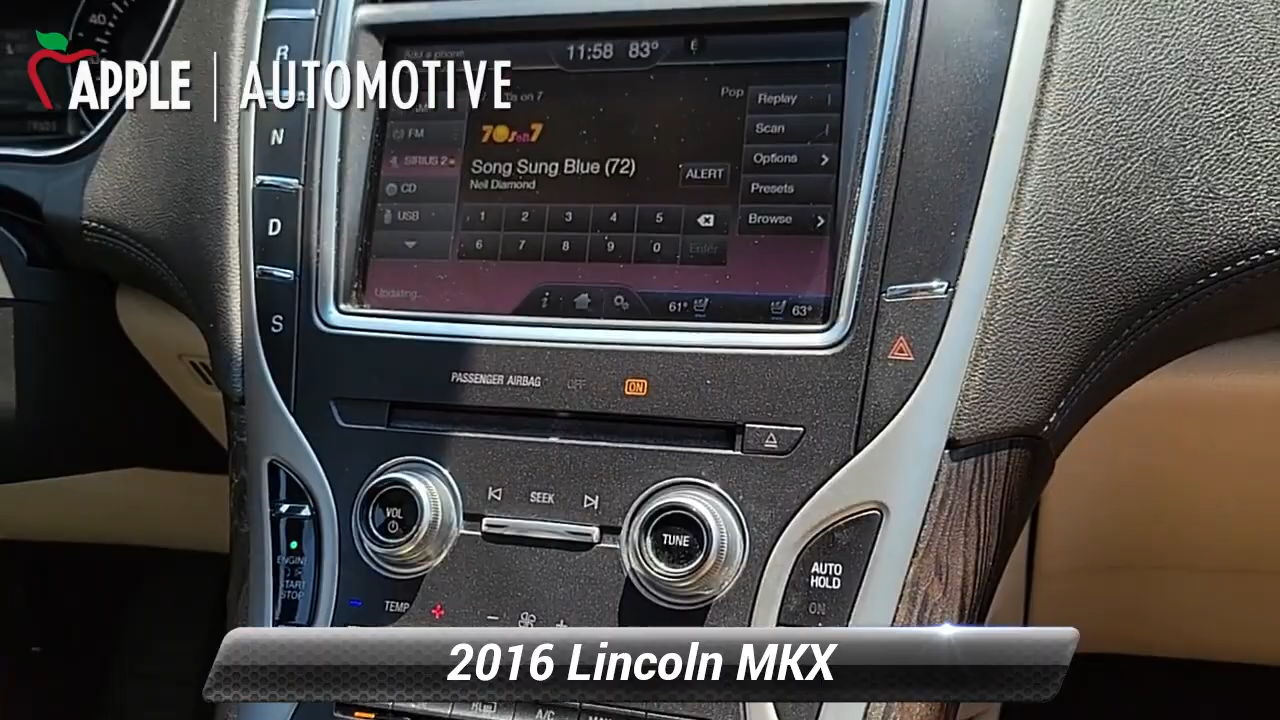 40
APPLE | AUTOMOTIVE
11:58 83° E
on 7
Pop
R
N
D
S
FM
SIRIUS 2
CD
USB
70s on 7
Song Sung Blue (72)
Neil Diamond
ALERT
1 2 3 4 5
6 7 8 9 0 Enter
Replay
Scan
Options
Presets
Browse
Updating...
61° 63°
PASSENGER AIRBAG OFF ON
VOL
SEEK
TUNE
ENGINE
START
STOP
AUTO
HOLD
ON
TEMP
2016 Lincoln MKX
A/C